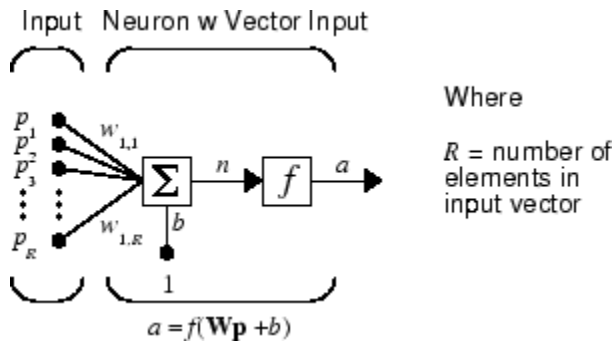 Input Neuron w Vector Input
p1
p2
p3
pR
w1,1
w1,R
Σ
n
f
a
b
1
a = f(Wp + b)
Where
R = number of
elements in
input vector